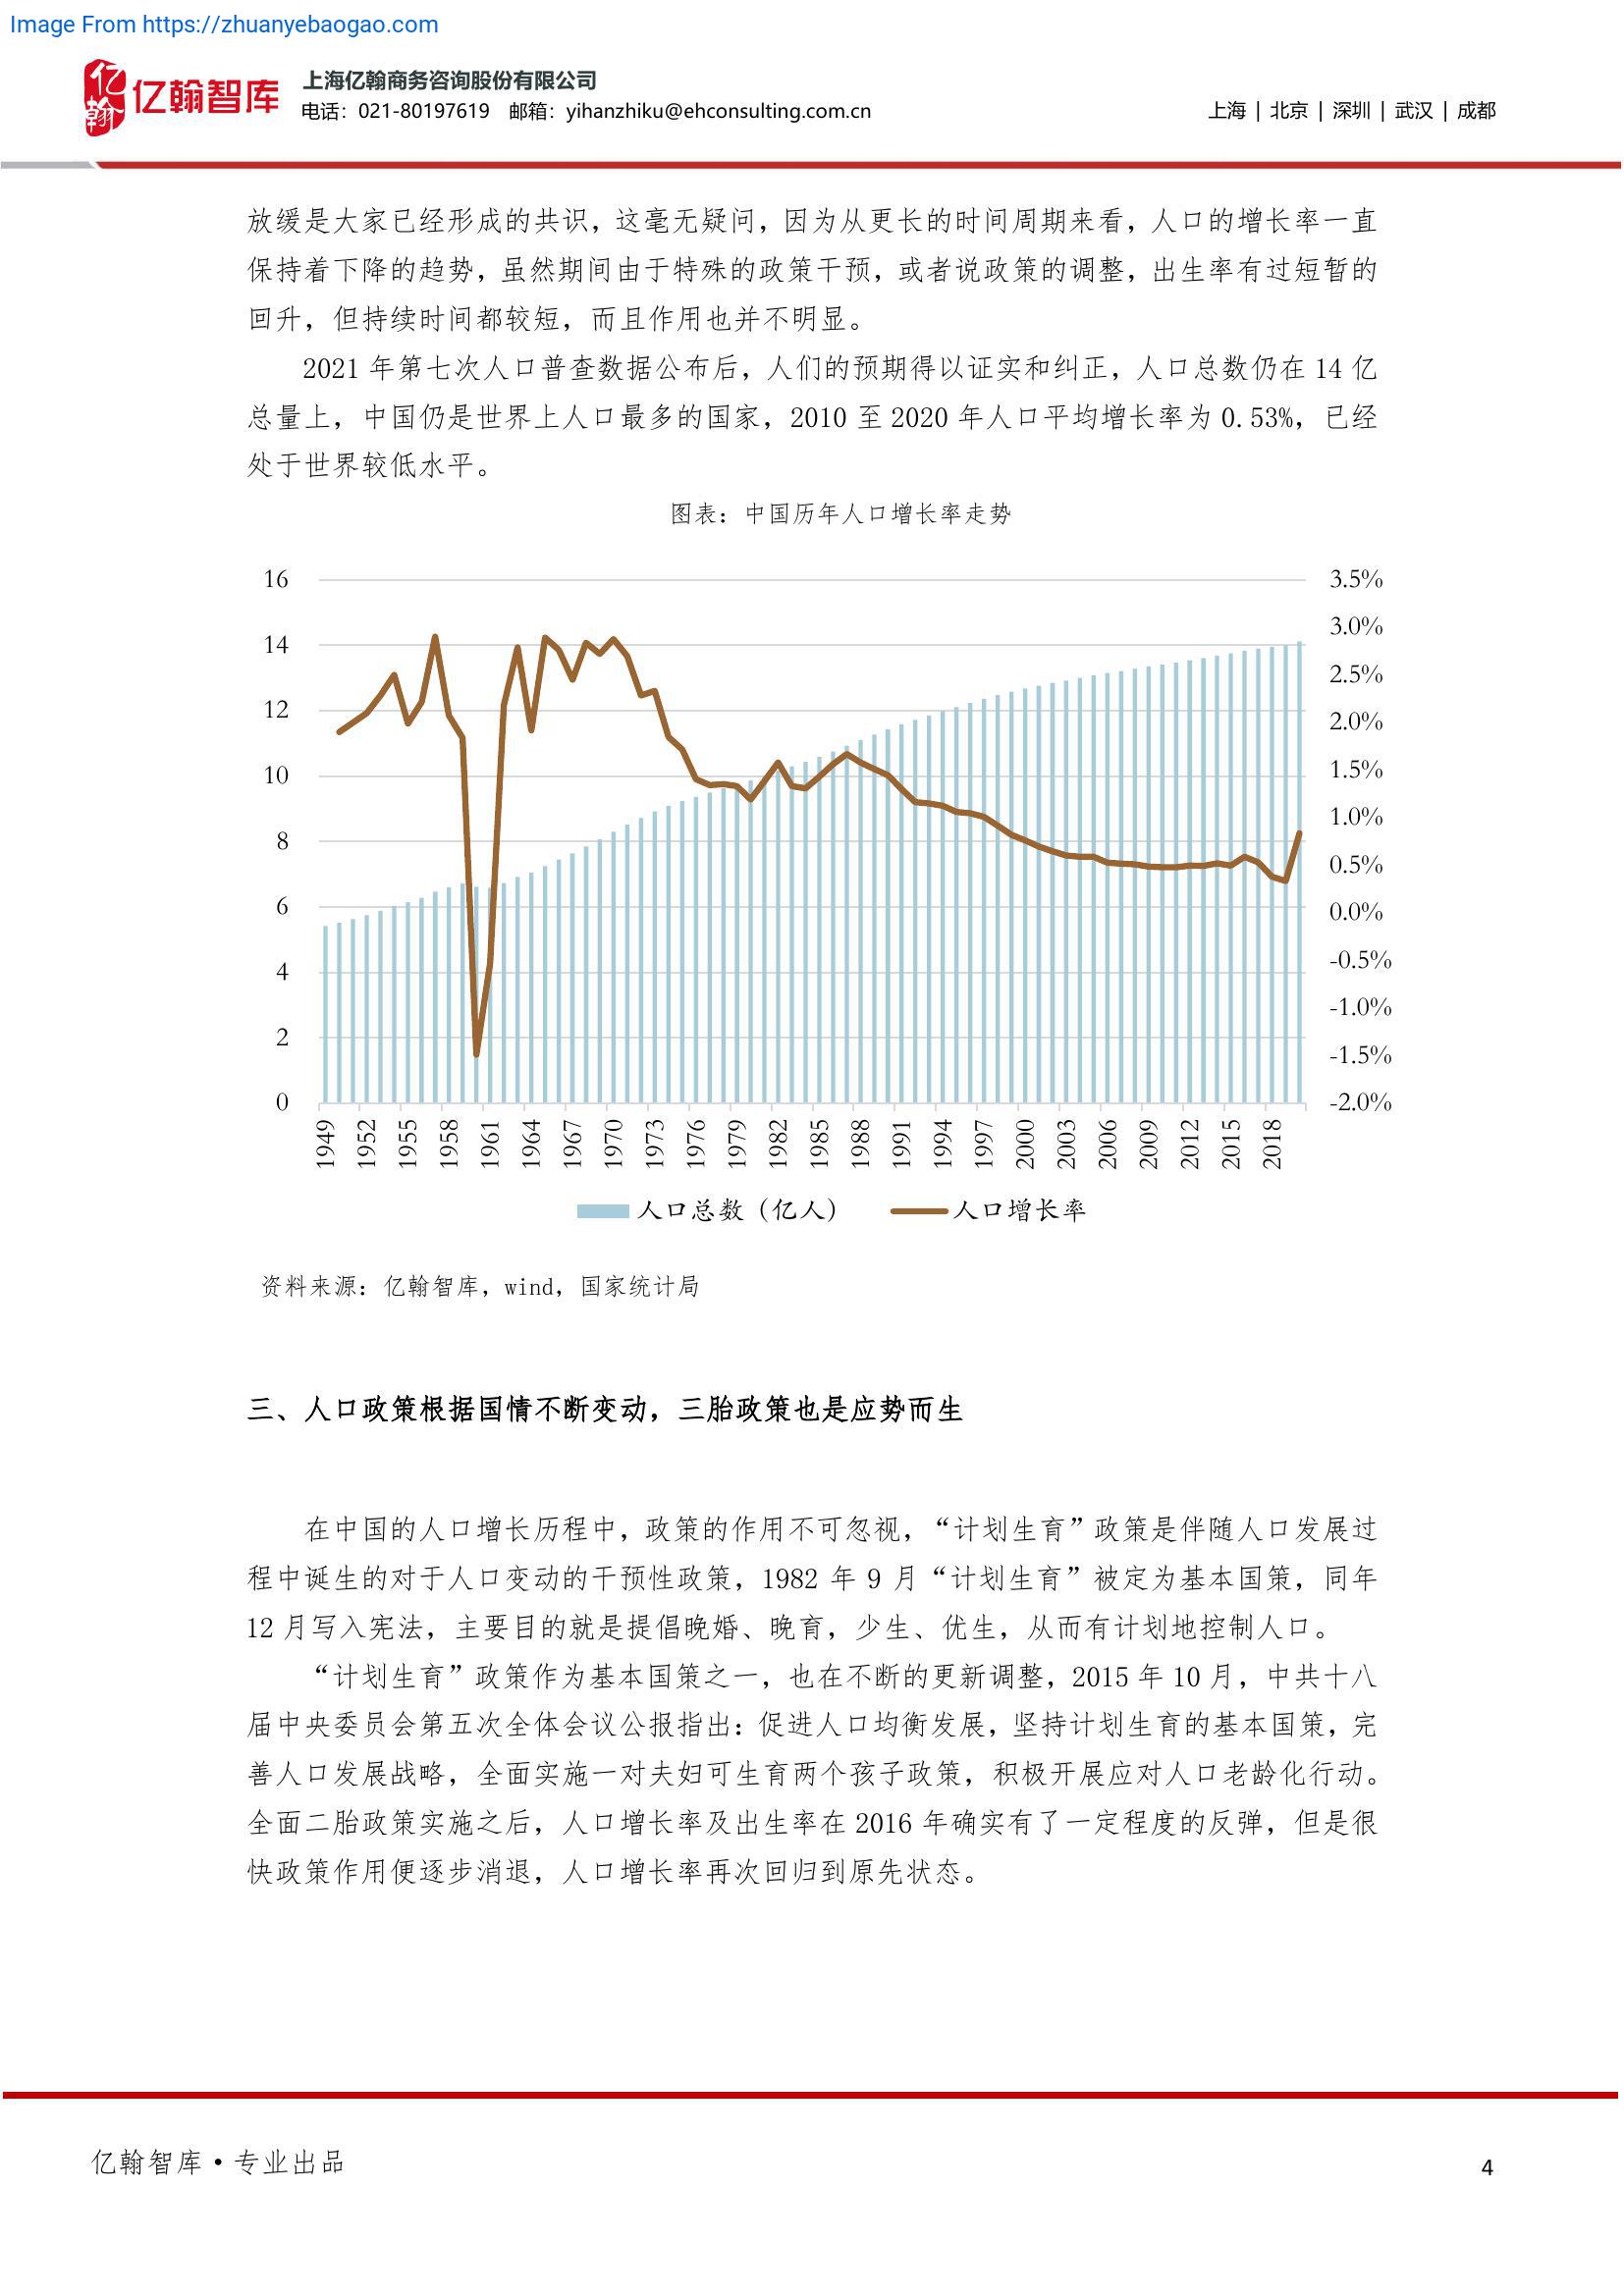 Image From https://zhuanyebaogao.com
亿翰
亿翰智库
上海亿翰商务咨询股份有限公司
电话：021-80197619 邮箱：yihanzhiku@ehconsulting.com.cn
上海 | 北京 | 深圳 | 武汉 | 成都
放缓是大家已经形成的共识，这毫无疑问，因为从更长的时间周期来看，人口的增长率一直
保持着下降的趋势，虽然期间由于特殊的政策干预，或者说政策的调整，出生率有过短暂的
回升，但持续时间都较短，而且作用也并不明显。
2021 年第七次人口普查数据公布后，人们的预期得以证实和纠正，人口总数仍在 14 亿
总量上，中国仍是世界上人口最多的国家，2010 至 2020 年人口平均增长率为 0.53%，已经
处于世界较低水平。
图表：中国历年人口增长率走势
16
14
12
10
8
6
4
2
0
3.5%
3.0%
2.5%
2.0%
1.5%
1.0%
0.5%
0.0%
-0.5%
-1.0%
-1.5%
-2.0%
1949
1952
1955
1958
1961
1964
1967
1970
1973
1976
1979
1982
1985
1988
1991
1994
1997
2000
2003
2006
2009
2012
2015
2018
人口总数（亿人）
人口增长率
资料来源：亿翰智库，wind，国家统计局
三、人口政策根据国情不断变动，三胎政策也是应势而生
在中国的人口增长历程中，政策的作用不可忽视，“计划生育”政策是伴随人口发展过
程中诞生的对于人口变动的干预性政策，1982 年 9 月“计划生育”被定为基本国策，同年
12 月写入宪法，主要目的就是提倡晚婚、晚育，少生、优生，从而有计划地控制人口。
“计划生育”政策作为基本国策之一，也在不断的更新调整，2015 年 10 月，中共十八
届中央委员会第五次全体会议公报指出：促进人口均衡发展，坚持计划生育的基本国策，完
善人口发展战略，全面实施一对夫妇可生育两个孩子政策，积极开展应对人口老龄化行动。
全面二胎政策实施之后，人口增长率及出生率在 2016 年确实有了一定程度的反弹，但是很
快政策作用便逐步消退，人口增长率再次回归到原先状态。
亿翰智库•专业出品
4